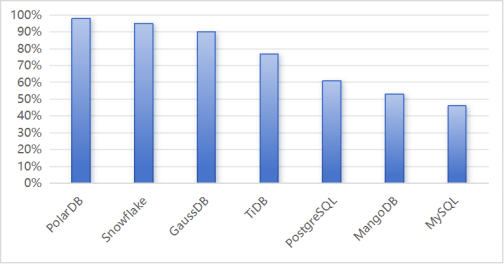 100%
90%
80%
70%
60%
50%
40%
30%
20%
10%
0%
PolarDB
Snowflake
GaussDB
TiDB
PostgreSQL
MangoDB
MySQL